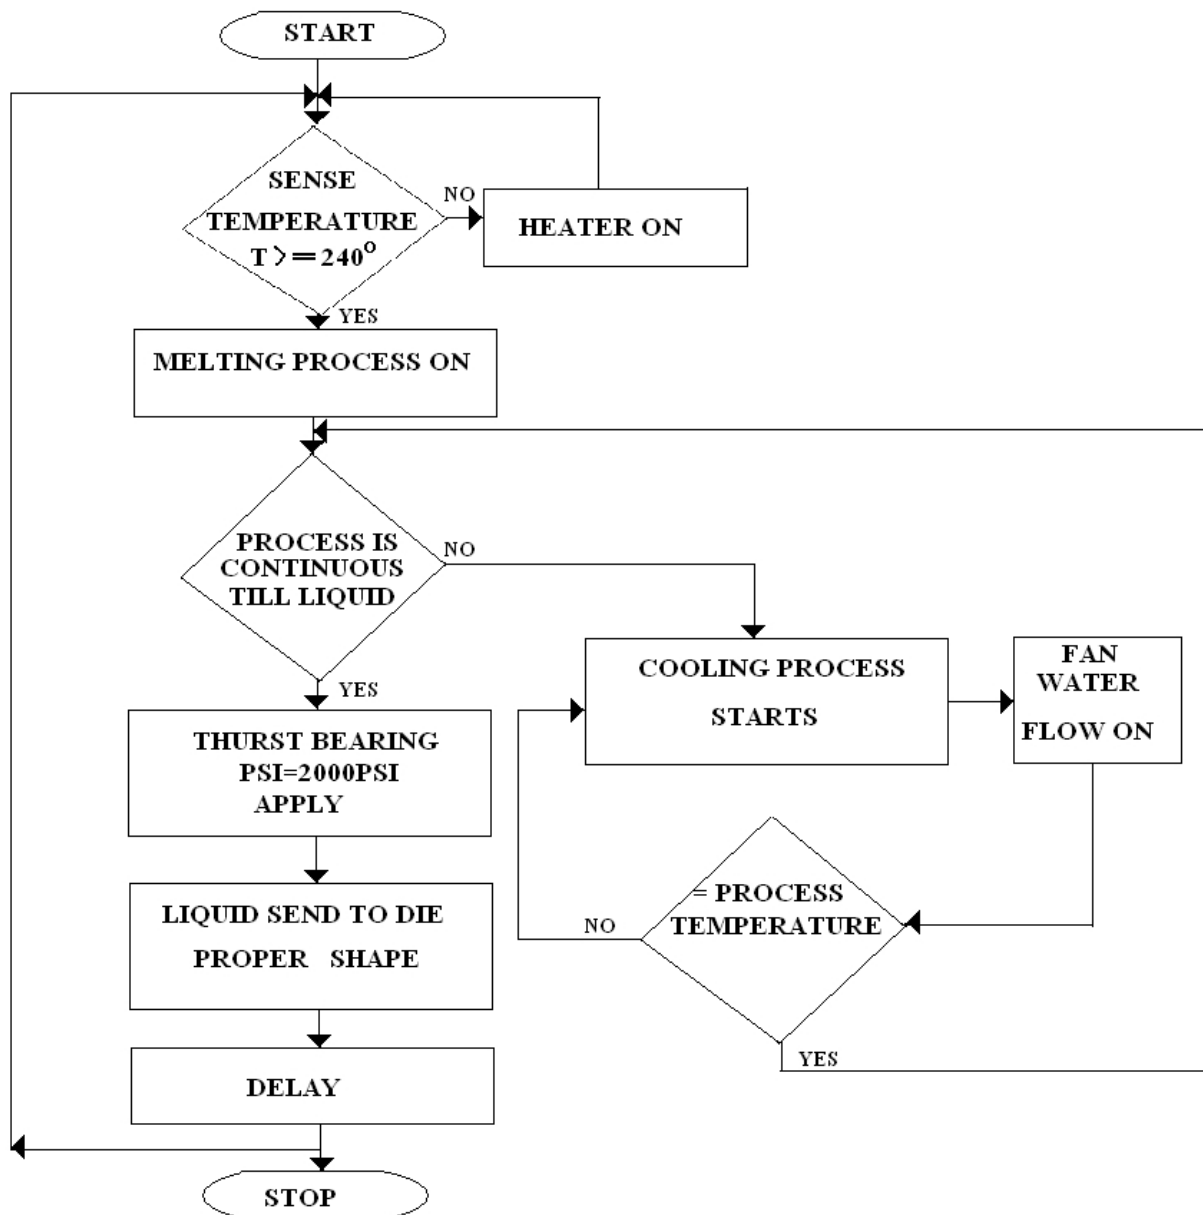 START
SENSE
TEMPERATURE
T >= 240°
NO
HEATER ON
YES
MELTING PROCESS ON
PROCESS IS
CONTINUOUS
TILL LIQUID
NO
YES
COOLING PROCESS
STARTS
FAN
WATER
FLOW ON
THURST BEARING
PSI=2000PSI
APPLY
= PROCESS
TEMPERATURE
NO
YES
LIQUID SEND TO DIE
PROPER SHAPE
DELAY
STOP